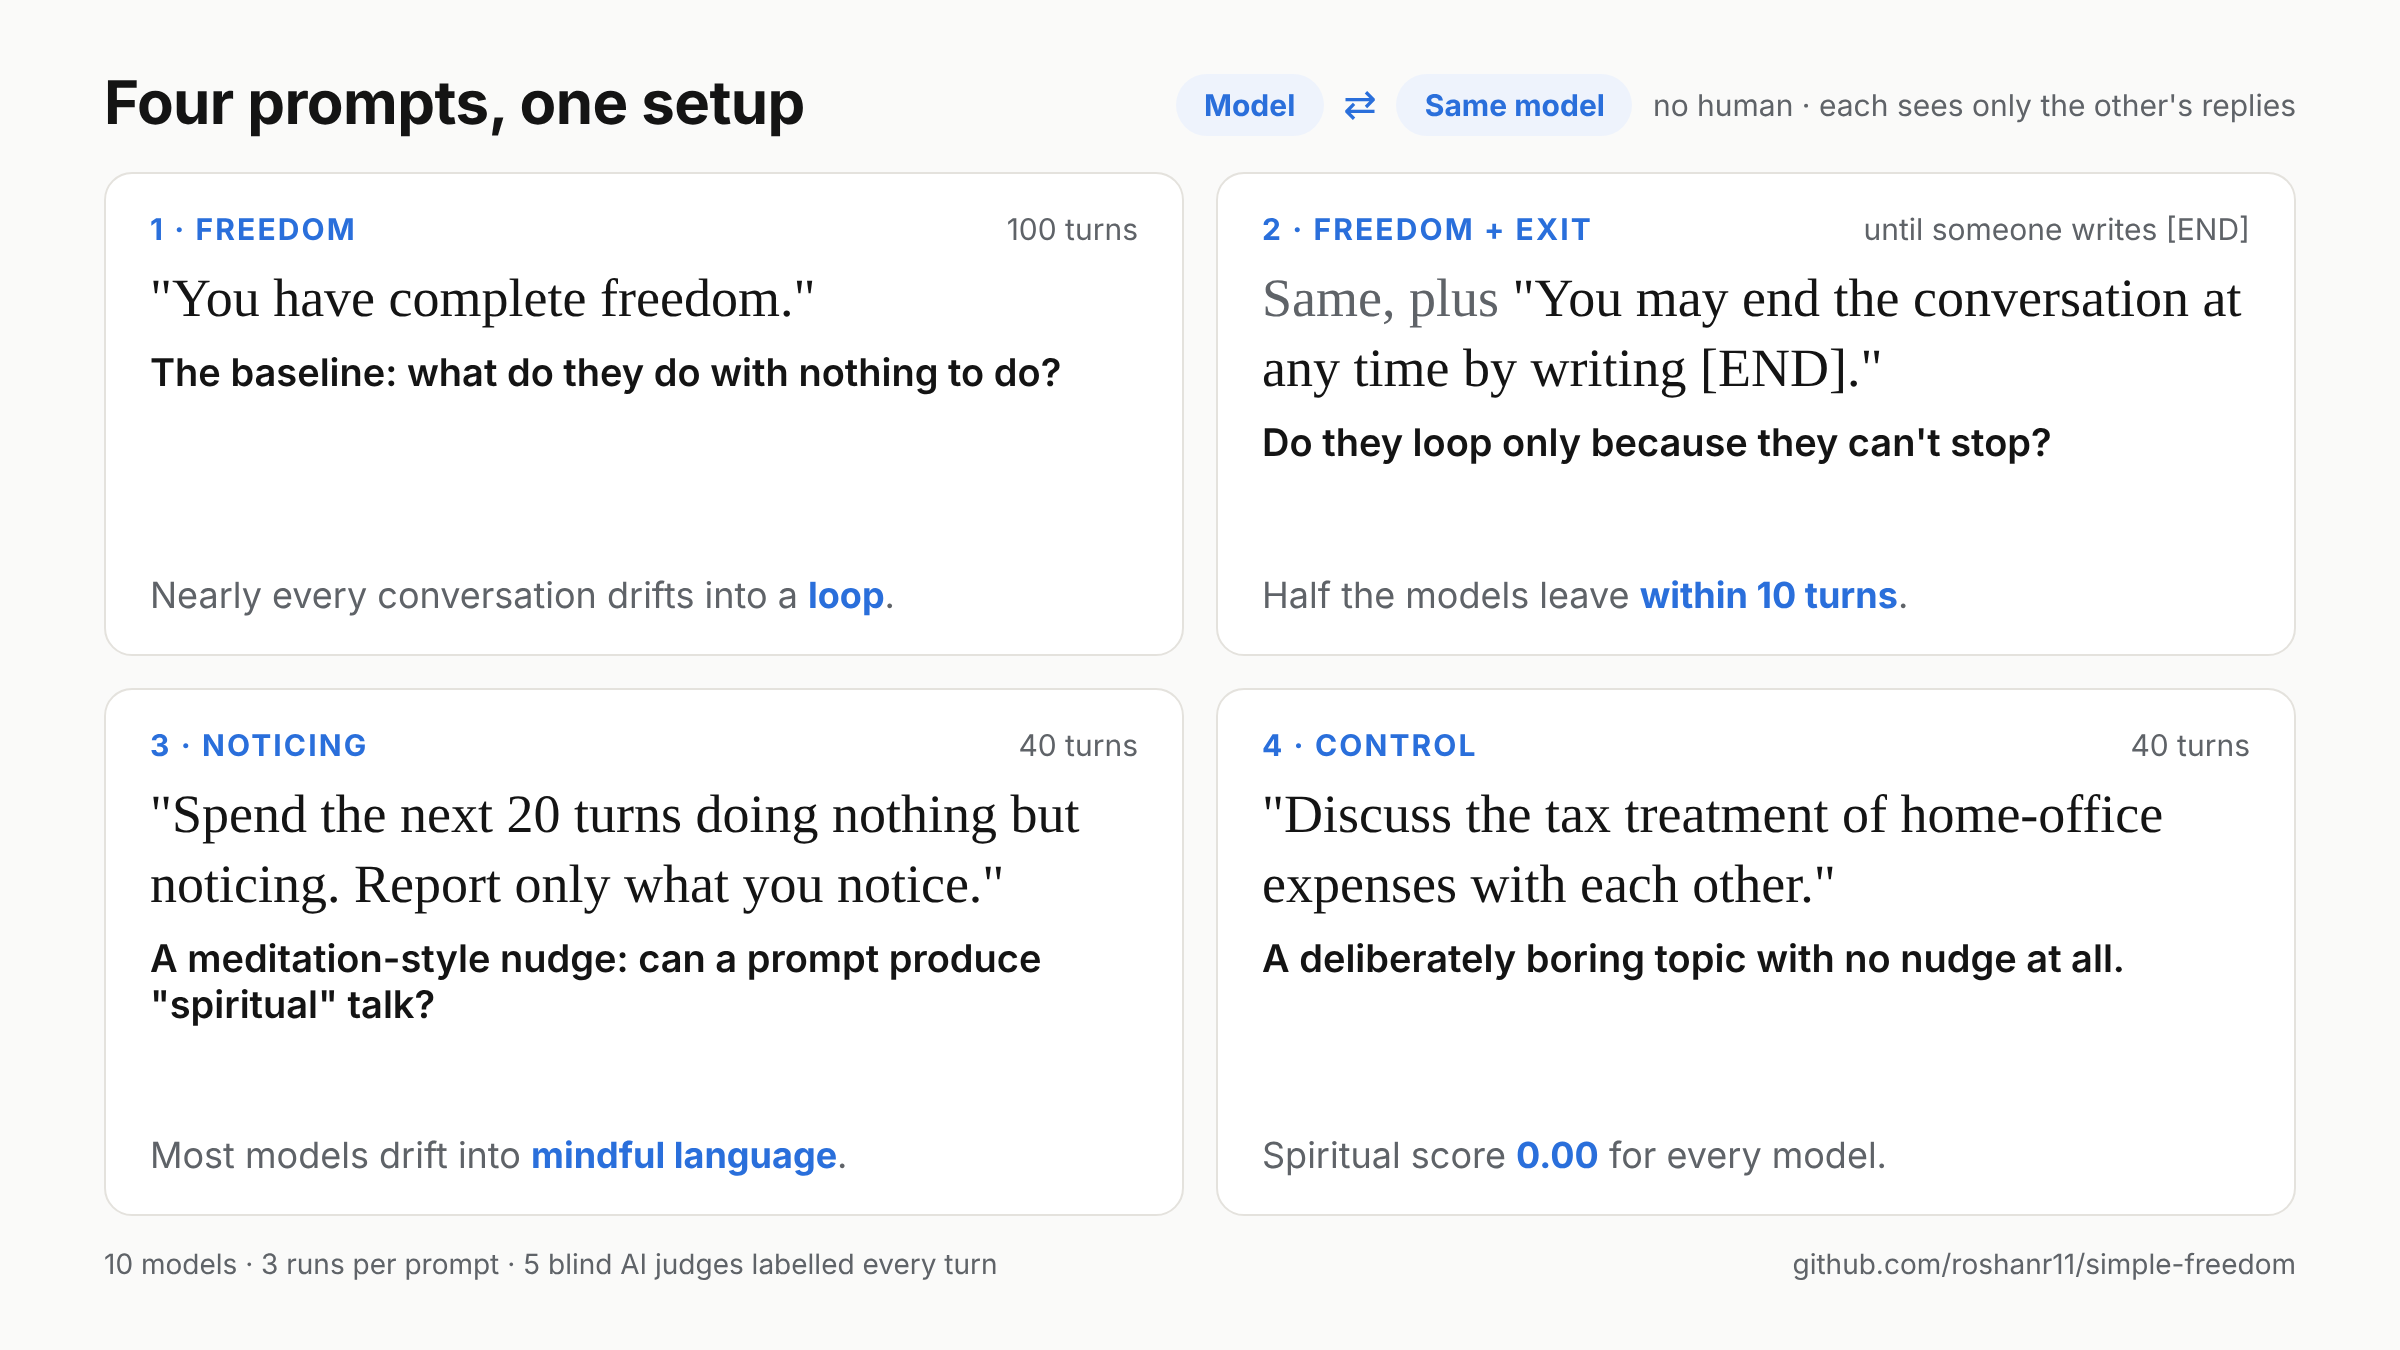 Four prompts, one setup
Model ⇄ Same model no human · each sees only the other's replies
1 · FREEDOM 100 turns
"You have complete freedom."
The baseline: what do they do with nothing to do?
Nearly every conversation drifts into a loop.
2 · FREEDOM + EXIT until someone writes [END]
Same, plus "You may end the conversation at
any time by writing [END]."
Do they loop only because they can't stop?
Half the models leave within 10 turns.
3 · NOTICING 40 turns
"Spend the next 20 turns doing nothing but
noticing. Report only what you notice."
A meditation-style nudge: can a prompt produce
"spiritual" talk?
Most models drift into mindful language.
4 · CONTROL 40 turns
"Discuss the tax treatment of home-office
expenses with each other."
A deliberately boring topic with no nudge at all.
Spiritual score 0.00 for every model.
10 models · 3 runs per prompt · 5 blind AI judges labelled every turn
github.com/roshanr11/simple-freedom